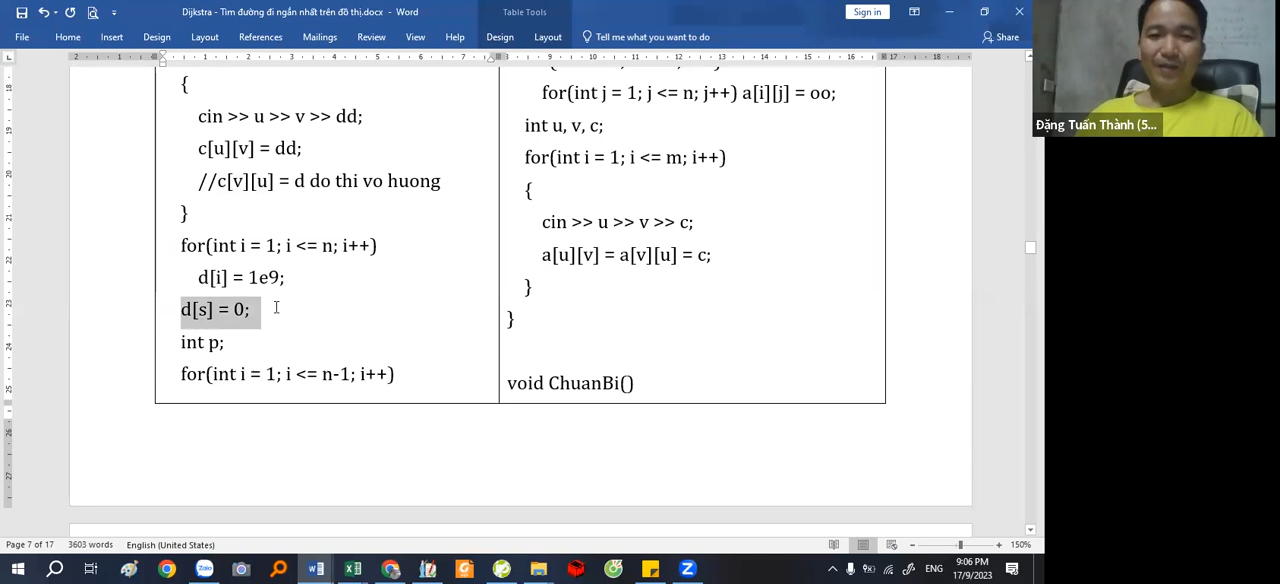 Dijkstra - Tìm đường đi ngắn nhất trên đồ thị.docx - Word
Table Tools
Sign in
File Home Insert Design Layout References Mailings Review View Help Design Layout Tell me what you want to do
Share
{
cin >> u >> v >> dd;
c[u][v] = dd;
//c[v][u] = d do thi vo huong
}
for(int i = 1; i <= n; i++)
d[i] = 1e9;
d[s] = 0;
int p;
for(int i = 1; i <= n-1; i++)
for(int j = 1; j <= n; j++) a[i][j] = oo;
int u, v, c;
for(int i = 1; i <= m; i++)
{
cin >> u >> v >> c;
a[u][v] = a[v][u] = c;
}
}
void ChuanBi()
Đặng Tuấn Thành (5...
Page 7 of 17 3603 words English (United States)
150%
Zalo
ENG
9:06 PM
17/9/2023